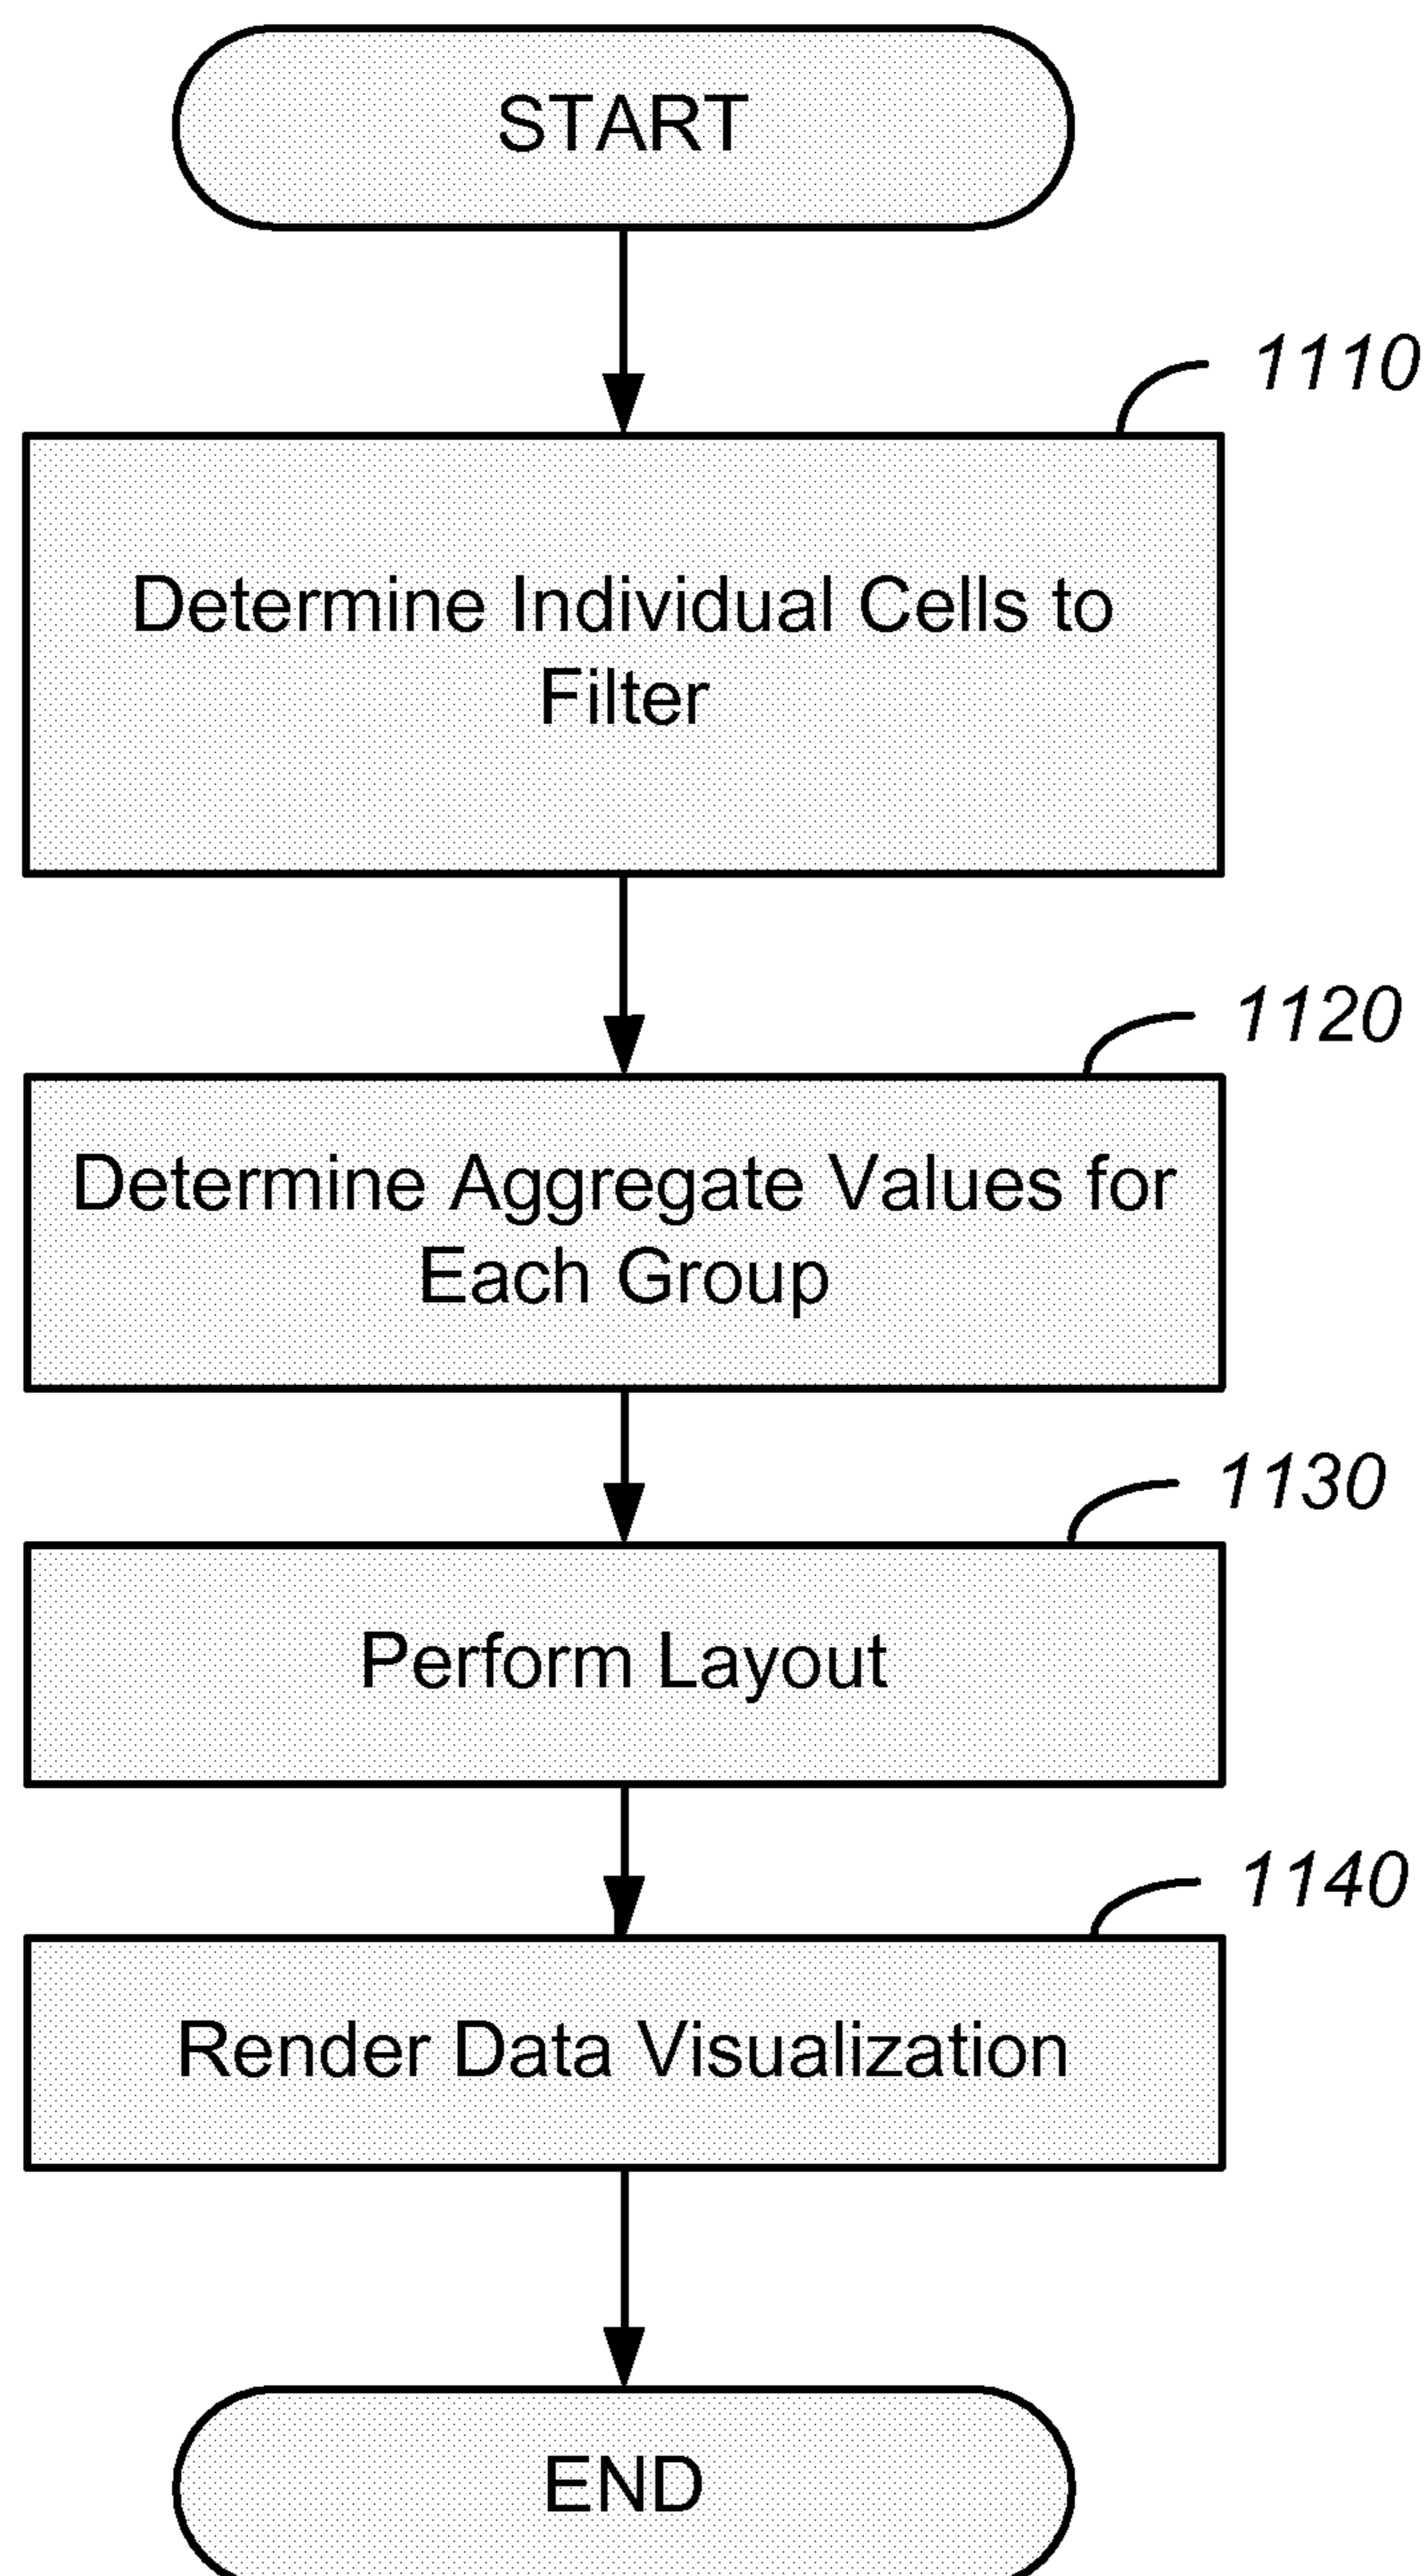 START
1110
Determine Individual Cells to
Filter
1120
Determine Aggregate Values for
Each Group
1130
Perform Layout
1140
Render Data Visualization
END